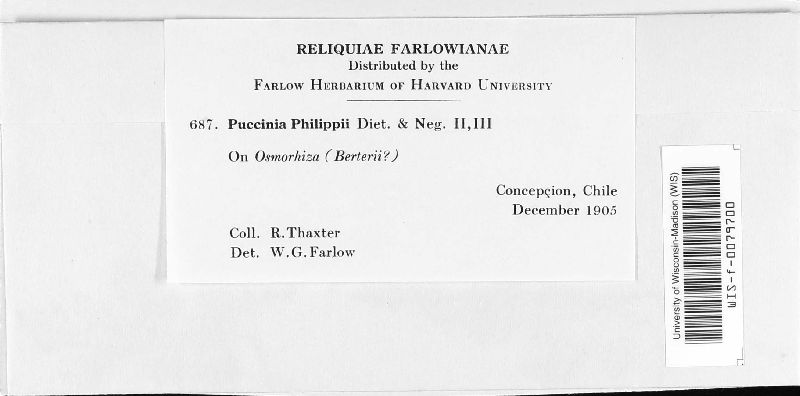 RELIQUIAE FARLOWIANAE
Distributed by the
FARLOW HERBARIUM OF HARVARD UNIVERSITY
687. Puccinia Philippii Diet. & Neg. II,III
On Osmorhiza (Berterii?)
Concepçion, Chile
December 1905
Coll. R.Thaxter
Det. W.G.Farlow
University of Wisconsin-Madison (WIS)
WIS-f-0079700